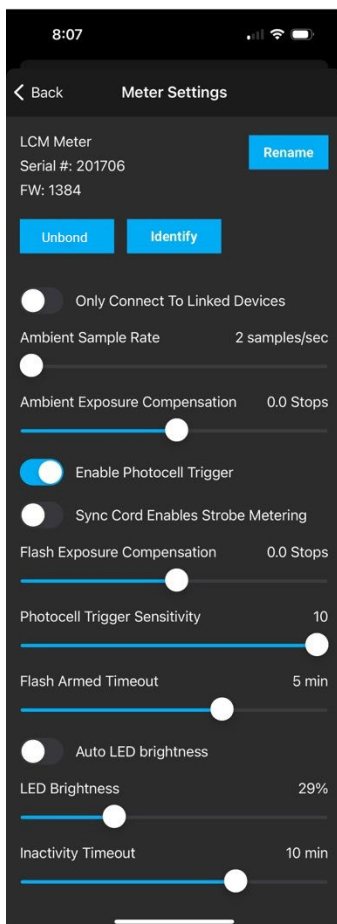 8:07
Back Meter Settings
LCM Meter
Rename
Serial #: 201706
FW: 1384
Unbond Identify
Only Connect To Linked Devices
Ambient Sample Rate 2 samples/sec
Ambient Exposure Compensation 0.0 Stops
Enable Photocell Trigger
Sync Cord Enables Strobe Metering
Flash Exposure Compensation 0.0 Stops
Photocell Trigger Sensitivity 10
Flash Armed Timeout 5 min
Auto LED brightness
LED Brightness 29%
Inactivity Timeout 10 min